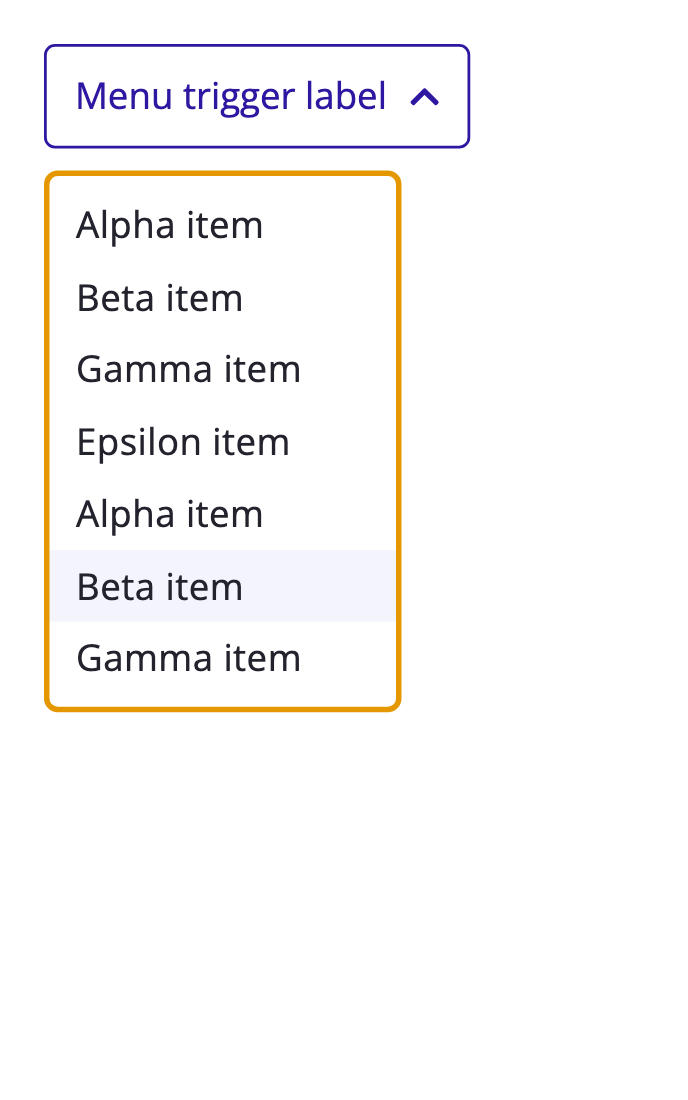 Menu trigger label
Alpha item
Beta item
Gamma item
Epsilon item
Alpha item
Beta item
Gamma item